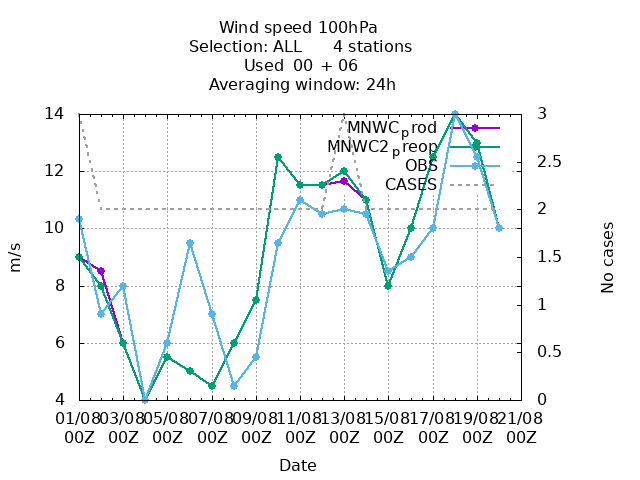 Wind speed 100hPa
Selection: ALL 4 stations
Used 00 + 06
Averaging window: 24h
MNWCprod
MNWC2preop
OBS
CASES
14
12
10
8
6
4
3
2.5
2
1.5
1
0.5
0
m/s
No cases
01/08 03/08 05/08 07/08 09/08 11/08 13/08 15/08 17/08 19/08 21/08
00Z 00Z 00Z 00Z 00Z 00Z 00Z 00Z 00Z 00Z 00Z
Date